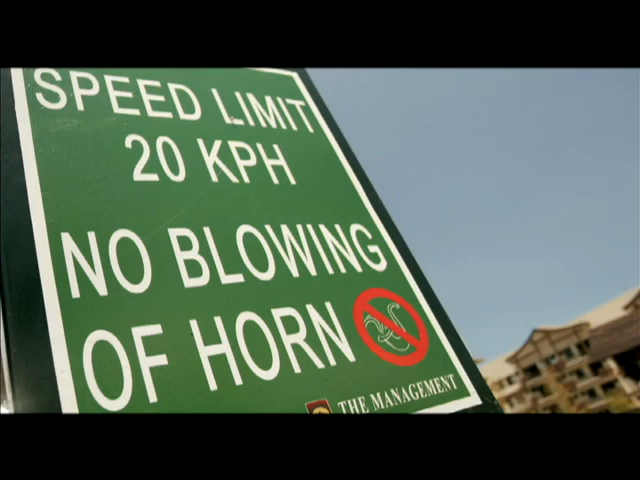 SPEED LIMIT
20 KPH
NO BLOWING
OF HORN
THE MANAGEMENT